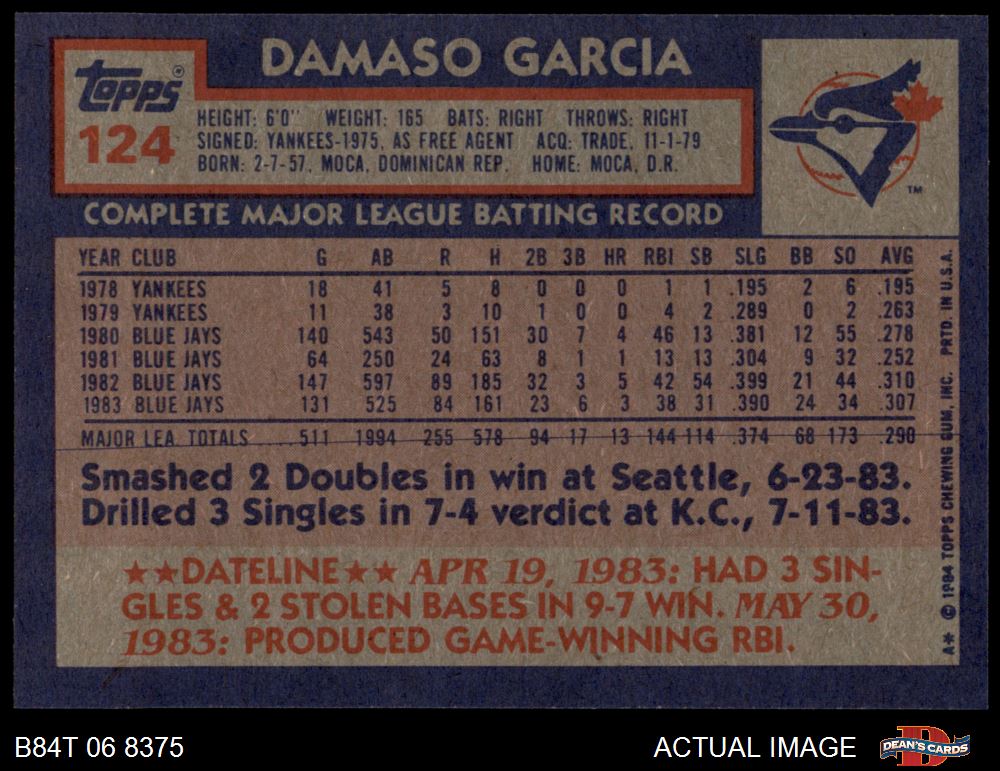 DAMASO GARCIA
Topps®
124
HEIGHT: 6'0" WEIGHT: 165 BATS: RIGHT THROWS: RIGHT
SIGNED: YANKEES-1975, AS FREE AGENT ACQ: TRADE, 11-1-79
BORN: 2-7-57, MOCA, DOMINICAN REP. HOME: MOCA, D.R.
TM
COMPLETE MAJOR LEAGUE BATTING RECORD
YEAR CLUB G AB R H 2B 3B HR RBI SB SLG BB SO AVG
1978 YANKEES 18 41 5 8 0 0 0 1 1 .195 2 6 .195
1979 YANKEES 11 38 3 10 1 0 0 4 2 .289 0 2 .263
1980 BLUE JAYS 140 543 50 151 30 7 4 46 13 .381 12 55 .278
1981 BLUE JAYS 64 250 24 63 8 1 1 13 13 .304 9 32 .252
1982 BLUE JAYS 147 597 89 185 32 3 5 42 54 .399 21 44 .310
1983 BLUE JAYS 131 525 84 161 23 6 3 38 31 .390 24 34 .307
MAJOR LEA. TOTALS.....511 1994 255 578 94 17 13 144 114 .374 68 173 .290
Smashed 2 Doubles in win at Seattle, 6-23-83.
Drilled 3 Singles in 7-4 verdict at K.C., 7-11-83.
★★DATELINE★★ APR 19, 1983: HAD 3 SIN-
GLES & 2 STOLEN BASES IN 9-7 WIN. MAY 30,
1983: PRODUCED GAME-WINNING RBI.
A* © 1984 TOPPS CHEWING GUM, INC. PRTD. IN U.S.A.
B84T 06 8375
ACTUAL IMAGE
DEAN'S CARDS